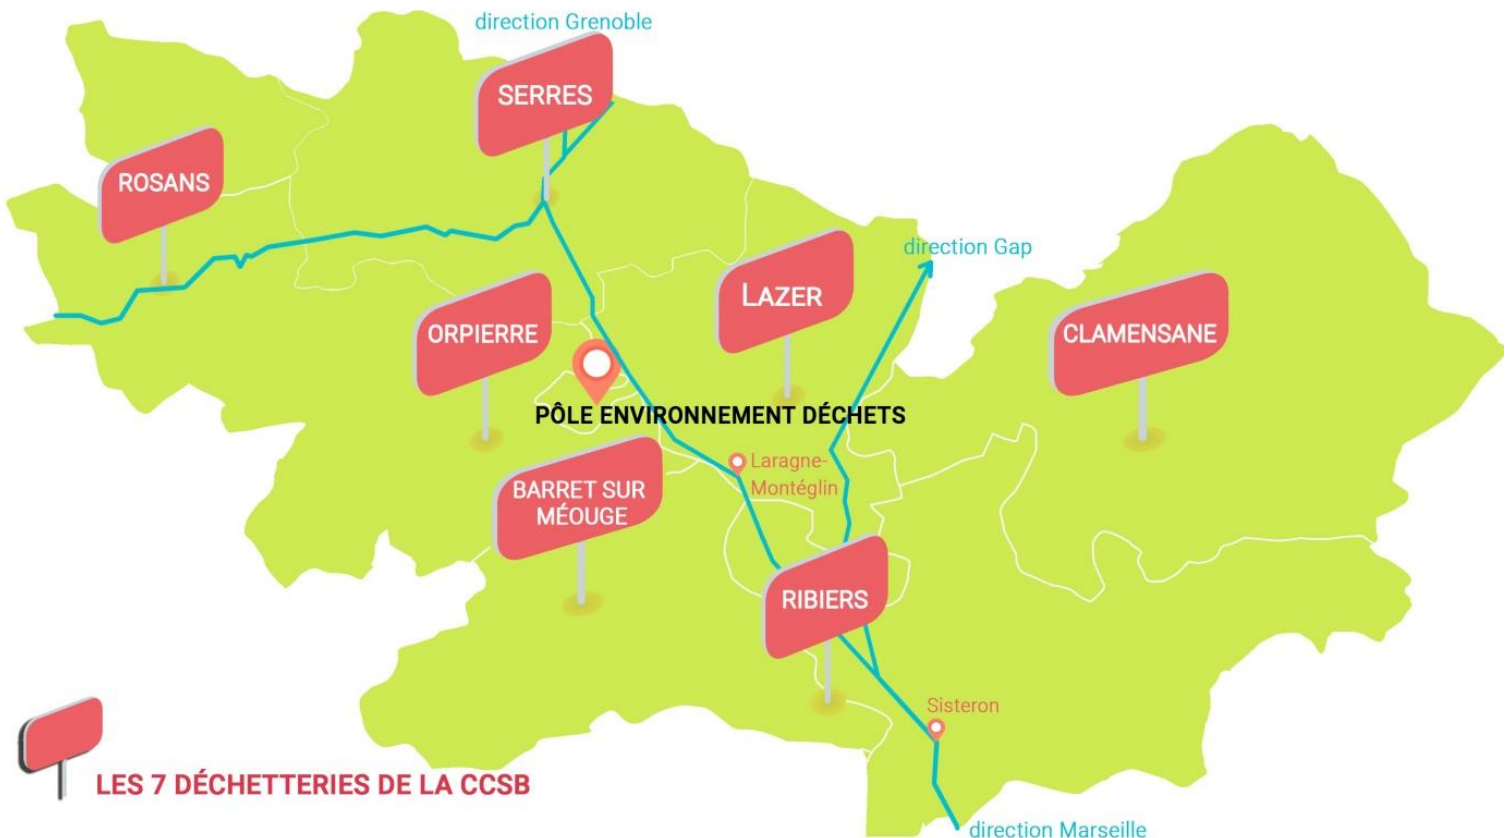 direction Grenoble
SERRES
ROSANS
direction Gap
LAZER
ORPIERRE
CLAMENSANE
PÔLE ENVIRONNEMENT DÉCHETS
Laragne-
Montéglin
BARRET SUR
MÉOUGE
RIBIERS
Sisteron
LES 7 DÉCHETTERIES DE LA CCSB
direction Marseille